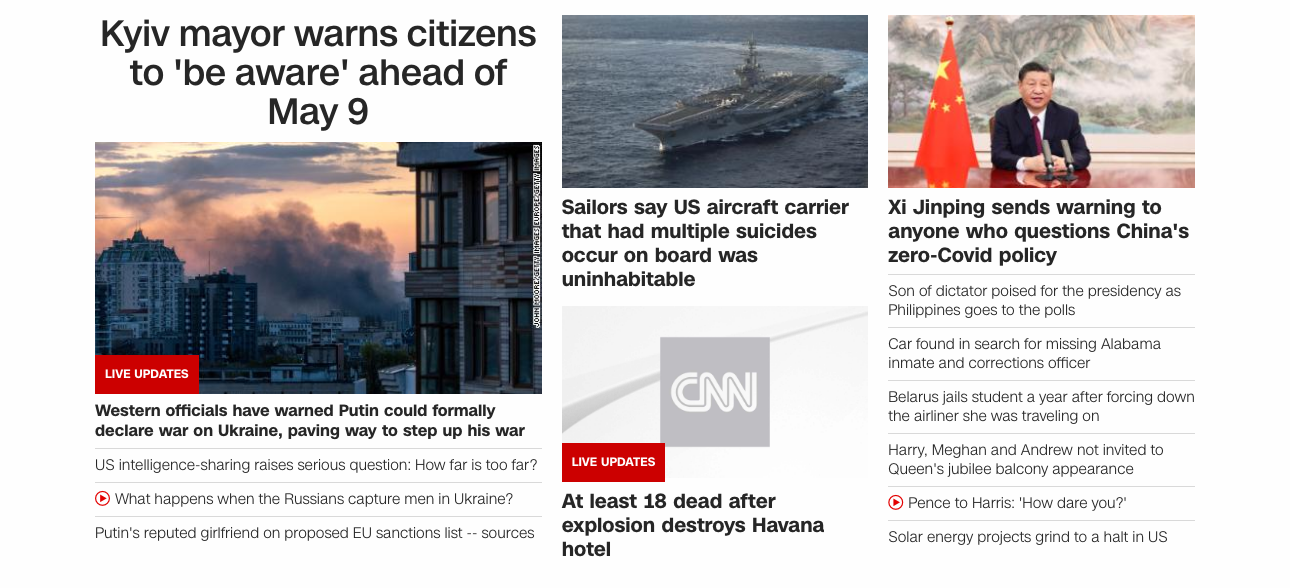 Kyiv mayor warns citizens
to 'be aware' ahead of
May 9
JOHN MOORE/GETTY IMAGES EUROPE/GETTY IMAGES
LIVE UPDATES
Western officials have warned Putin could formally
declare war on Ukraine, paving way to step up his war
US intelligence-sharing raises serious question: How far is too far?
What happens when the Russians capture men in Ukraine?
Putin's reputed girlfriend on proposed EU sanctions list -- sources
Sailors say US aircraft carrier
that had multiple suicides
occur on board was
uninhabitable
CNN
LIVE UPDATES
At least 18 dead after
explosion destroys Havana
hotel
Xi Jinping sends warning to
anyone who questions China's
zero-Covid policy
Son of dictator poised for the presidency as
Philippines goes to the polls
Car found in search for missing Alabama
inmate and corrections officer
Belarus jails student a year after forcing down
the airliner she was traveling on
Harry, Meghan and Andrew not invited to
Queen's jubilee balcony appearance
Pence to Harris: 'How dare you?'
Solar energy projects grind to a halt in US